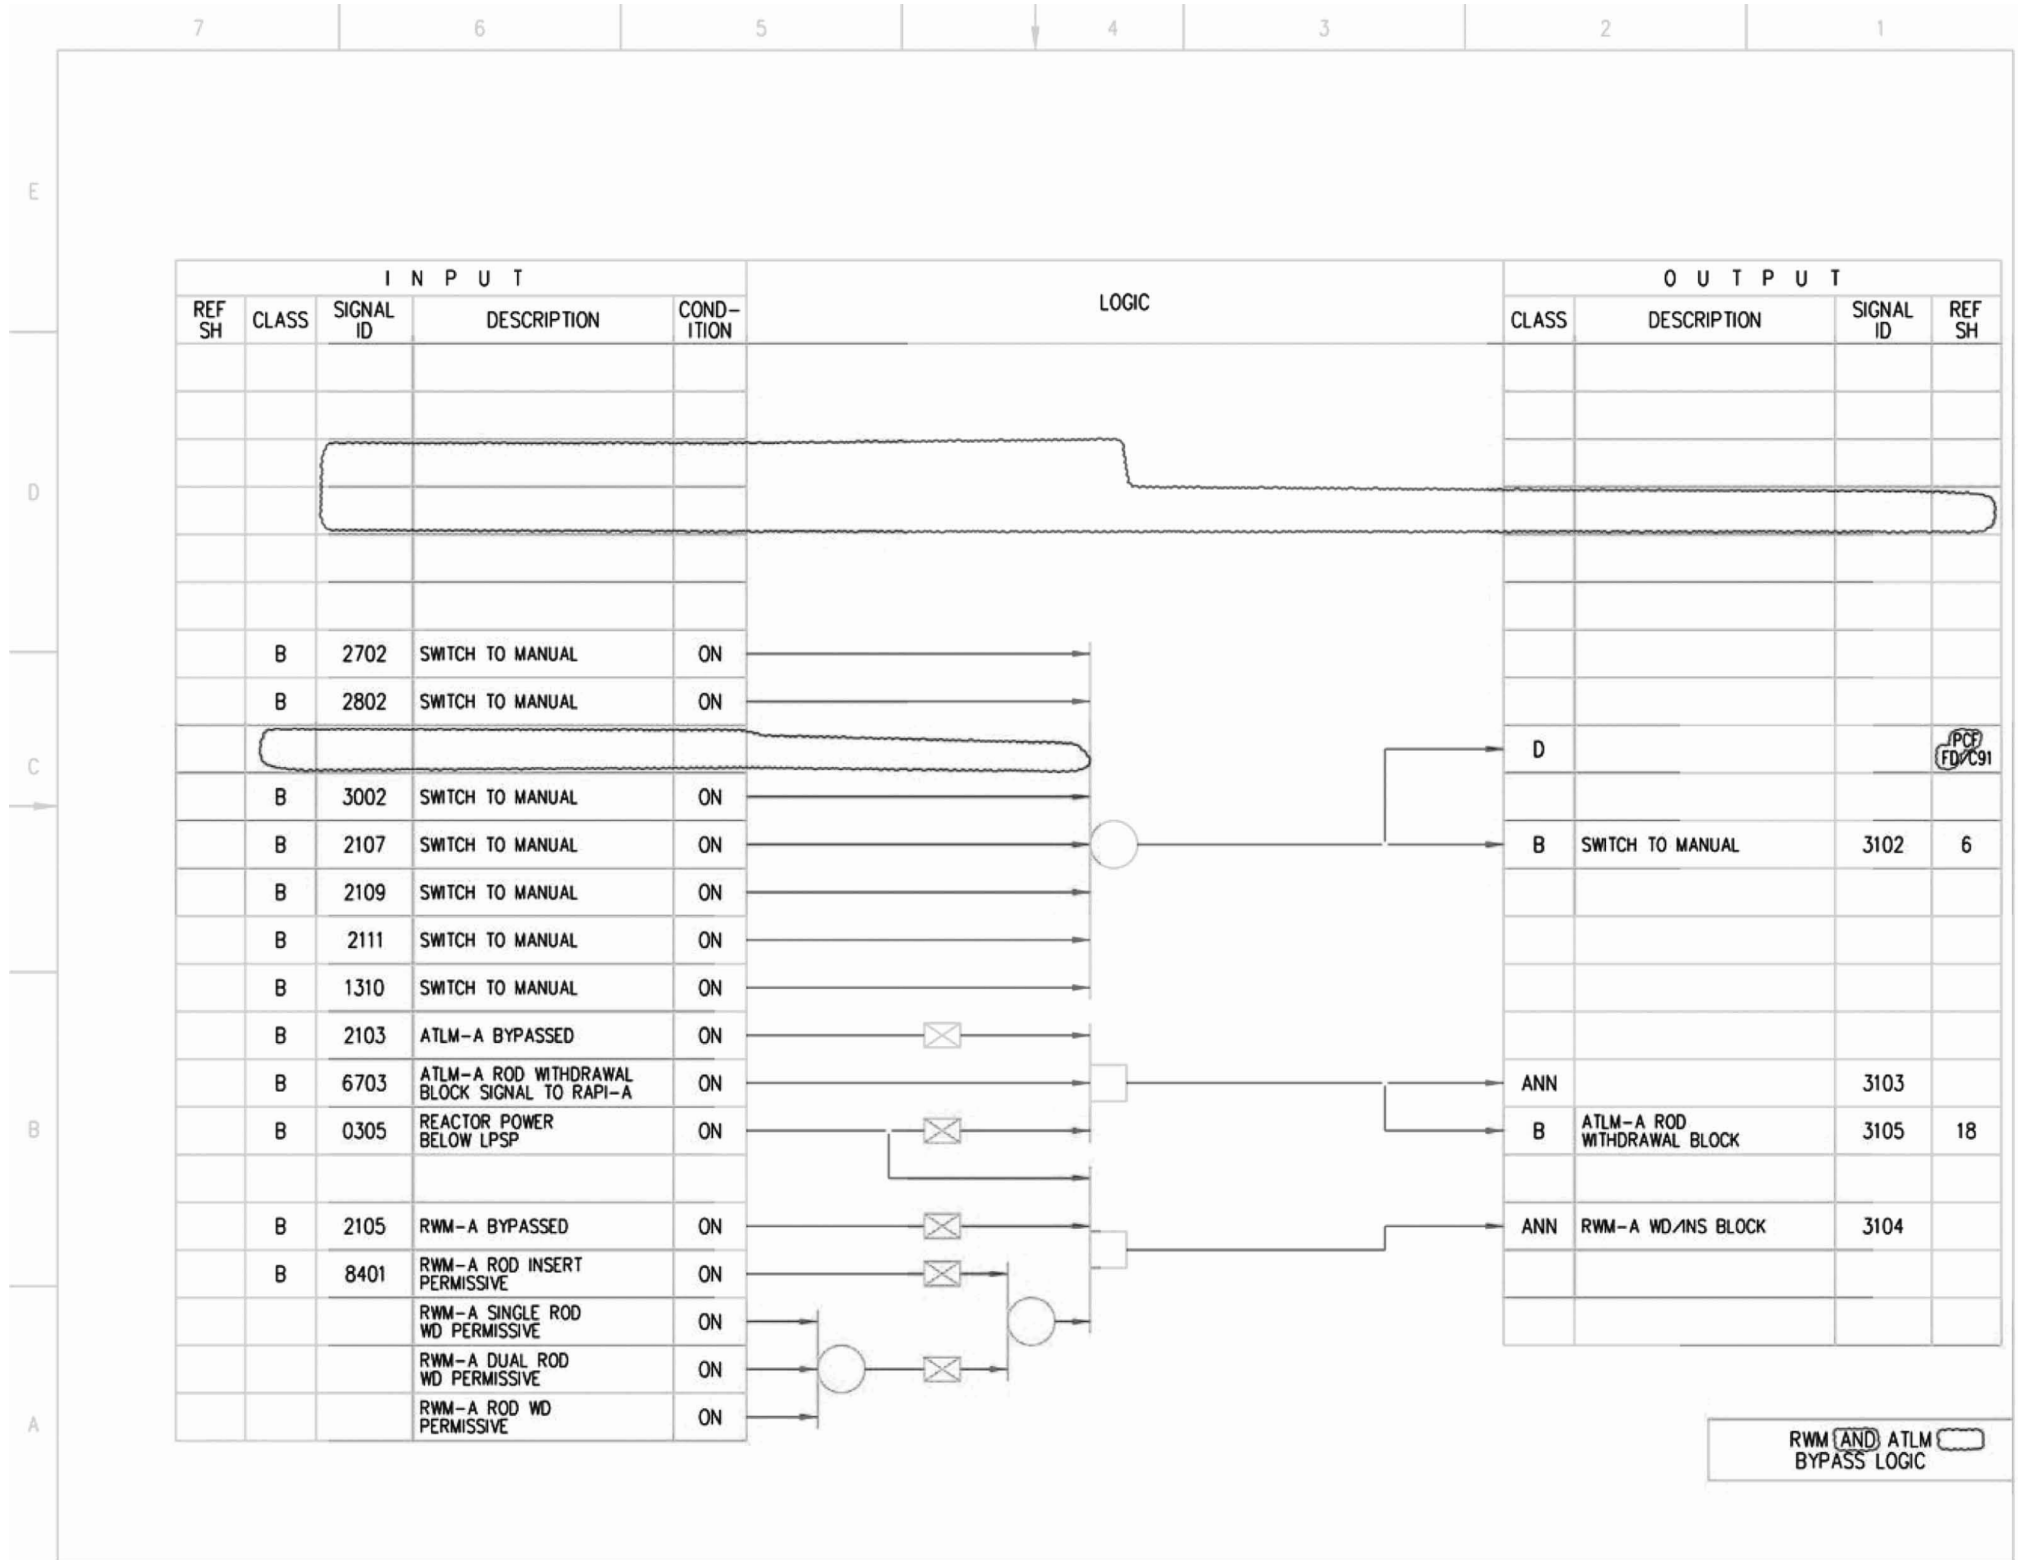 7 6 5 4 3 2 1
E
D
C
B
A
I N P U T
LOGIC
O U T P U T
REF SH CLASS SIGNAL ID DESCRIPTION COND-ITION
CLASS DESCRIPTION SIGNAL ID REF SH
B 2702 SWITCH TO MANUAL ON
B 2802 SWITCH TO MANUAL ON
D PCF FD/C91
B 3002 SWITCH TO MANUAL ON
B 2107 SWITCH TO MANUAL ON
B SWITCH TO MANUAL 3102 6
B 2109 SWITCH TO MANUAL ON
B 2111 SWITCH TO MANUAL ON
B 1310 SWITCH TO MANUAL ON
B 2103 ATLM-A BYPASSED ON
B 6703 ATLM-A ROD WITHDRAWAL BLOCK SIGNAL TO RAPI-A ON
ANN 3103
B 0305 REACTOR POWER BELOW LPSP ON
B ATLM-A ROD WITHDRAWAL BLOCK 3105 18
B 2105 RWM-A BYPASSED ON
ANN RWM-A WD/INS BLOCK 3104
B 8401 RWM-A ROD INSERT PERMISSIVE ON
RWM-A SINGLE ROD WD PERMISSIVE ON
RWM-A DUAL ROD WD PERMISSIVE ON
RWM-A ROD WD PERMISSIVE ON
RWM AND ATLM
BYPASS LOGIC